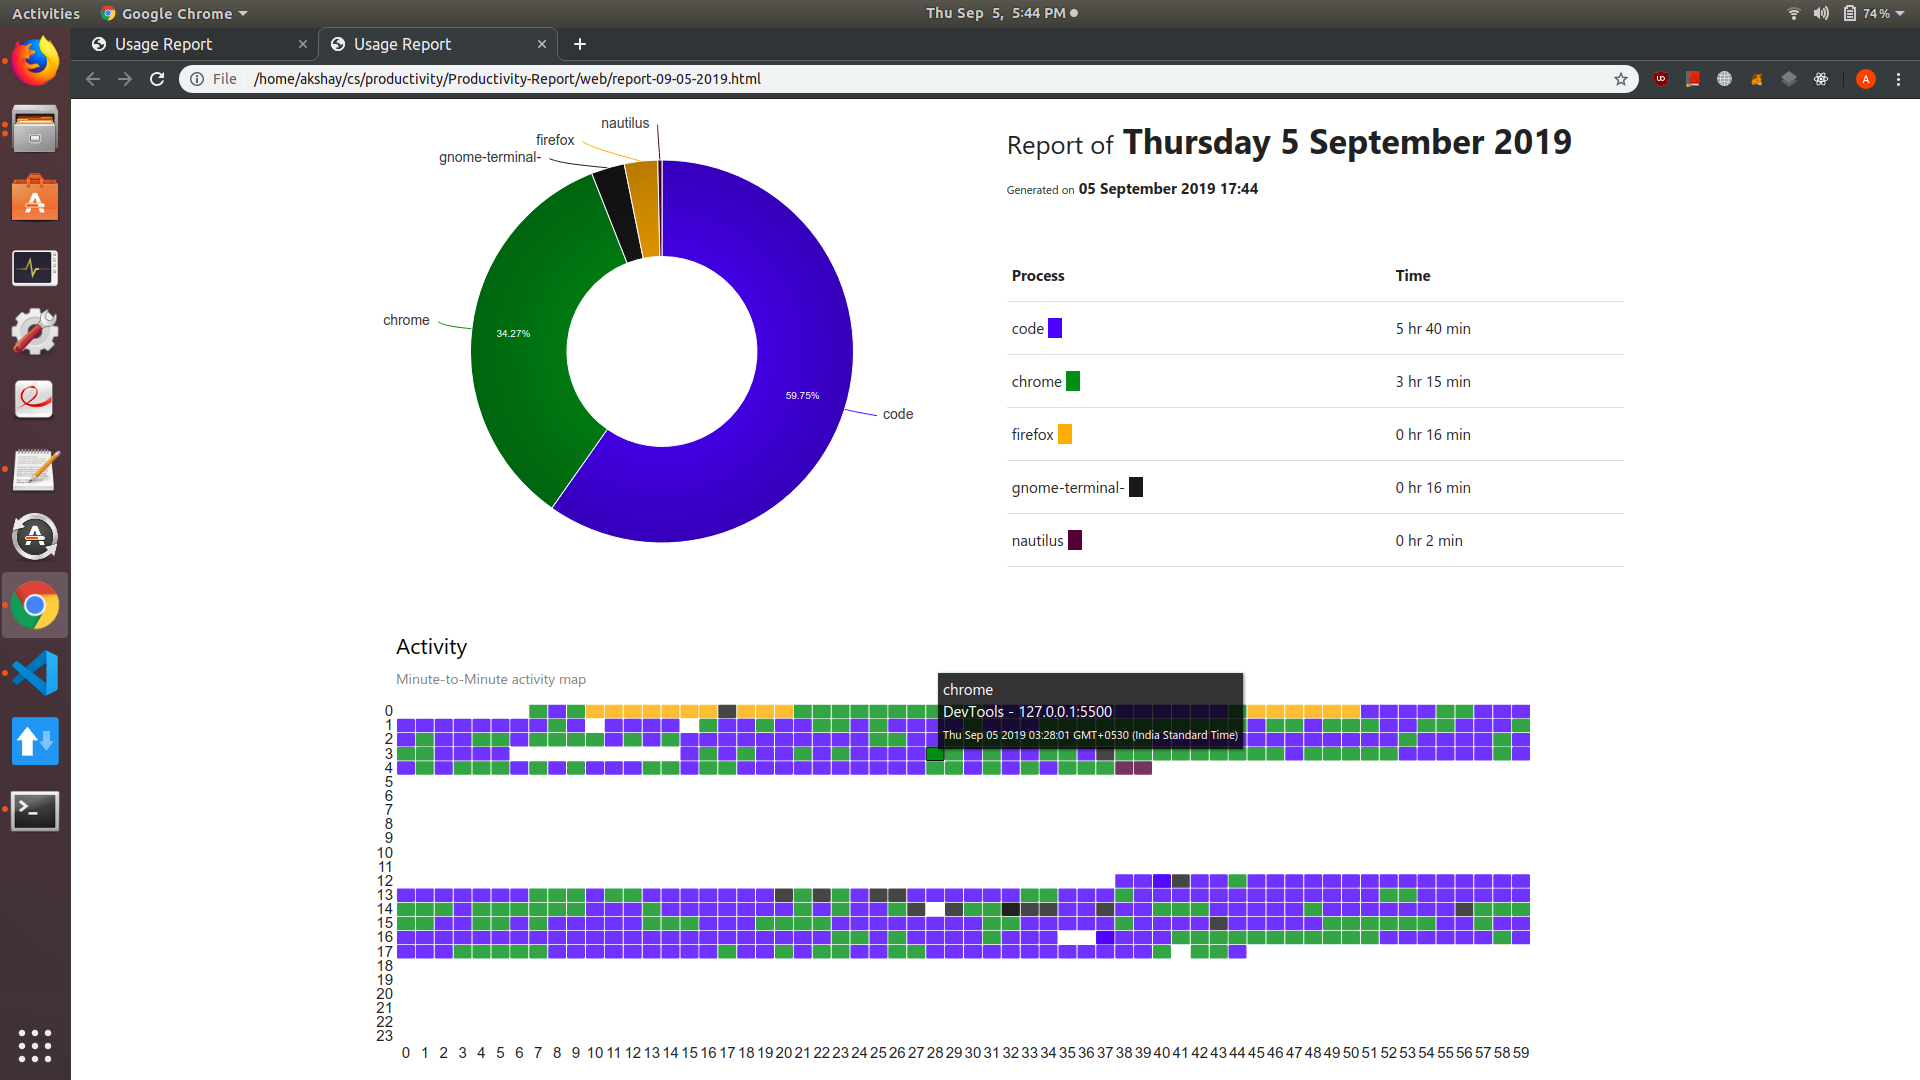 Activities Google Chrome Thu Sep 5, 5:44 PM 74%
Usage Report Usage Report
File /home/akshay/cs/productivity/Productivity-Report/web/report-09-05-2019.html
nautilus
firefox
gnome-terminal-
chrome
34.27%
59.75%
code
Report of Thursday 5 September 2019
Generated on 05 September 2019 17:44
Process Time
code 5 hr 40 min
chrome 3 hr 15 min
firefox 0 hr 16 min
gnome-terminal- 0 hr 16 min
nautilus 0 hr 2 min
Activity
Minute-to-Minute activity map
chrome
DevTools - 127.0.0.1:5500
Thu Sep 05 2019 03:28:01 GMT+0530 (India Standard Time)
0
1
2
3
4
5
6
7
8
9
10
11
12
13
14
15
16
17
18
19
20
21
22
23
0 1 2 3 4 5 6 7 8 9 10 11 12 13 14 15 16 17 18 19 20 21 22 23 24 25 26 27 28 29 30 31 32 33 34 35 36 37 38 39 40 41 42 43 44 45 46 47 48 49 50 51 52 53 54 55 56 57 58 59